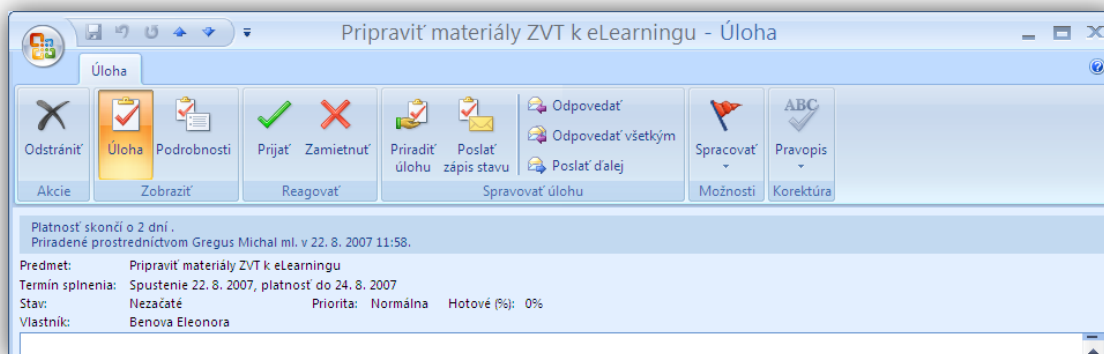 Pripraviť materiály ZVT k eLearningu - Úloha
Úloha
Odstrániť
Úloha
Podrobnosti
Prijať
Zamietnuť
Priradiť úlohu
Poslať zápis stavu
Odpovedať
Odpovedať všetkým
Poslať ďalej
Spracovať
ABC
Pravopis
Akcie
Zobraziť
Reagovať
Spravovať úlohu
Možnosti
Korektúra
Platnosť skončí o 2 dní .
Priradené prostredníctvom Gregus Michal ml. v 22. 8. 2007 11:58.
Predmet: Pripraviť materiály ZVT k eLearningu
Termín splnenia: Spustenie 22. 8. 2007, platnosť do 24. 8. 2007
Stav: Nezačaté Priorita: Normálna Hotové (%): 0%
Vlastník: Benova Eleonora